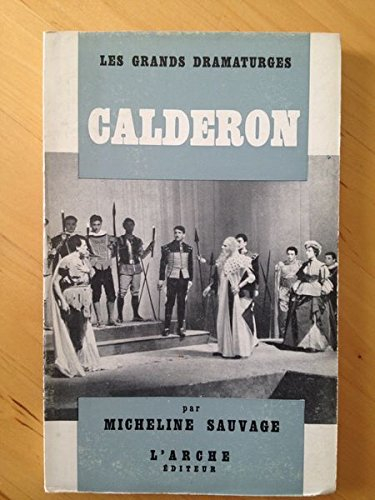 LES GRANDS DRAMATURGES
CALDERON
par
MICHELINE SAUVAGE
L'ARCHE
ÉDITEUR